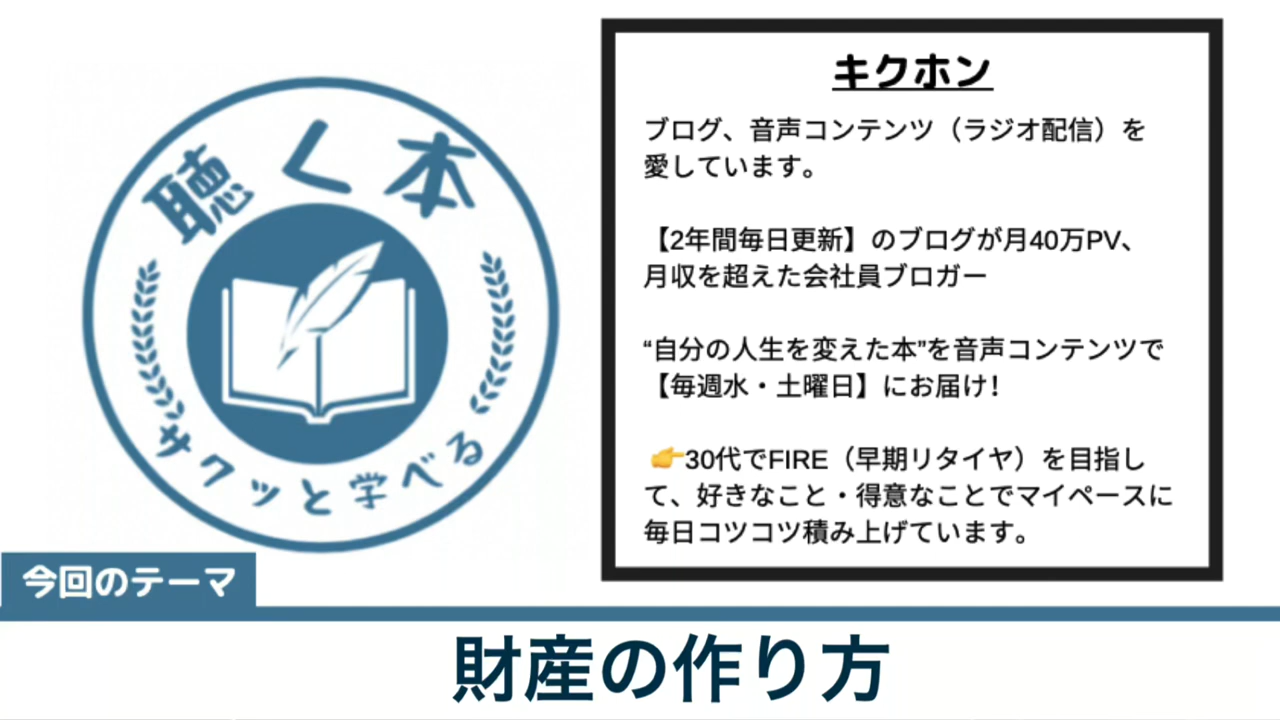 聴く本
サクッと学べる
キクホン
ブログ、音声コンテンツ（ラジオ配信）を
愛しています。
【2年間毎日更新】のブログが月40万PV、
月収を超えた会社員ブロガー
“自分の人生を変えた本”を音声コンテンツで
【毎週水・土曜日】にお届け！
👉30代でFIRE（早期リタイヤ）を目指し
て、好きなこと・得意なことでマイペースに
毎日コツコツ積み上げています。
今回のテーマ
財産の作り方